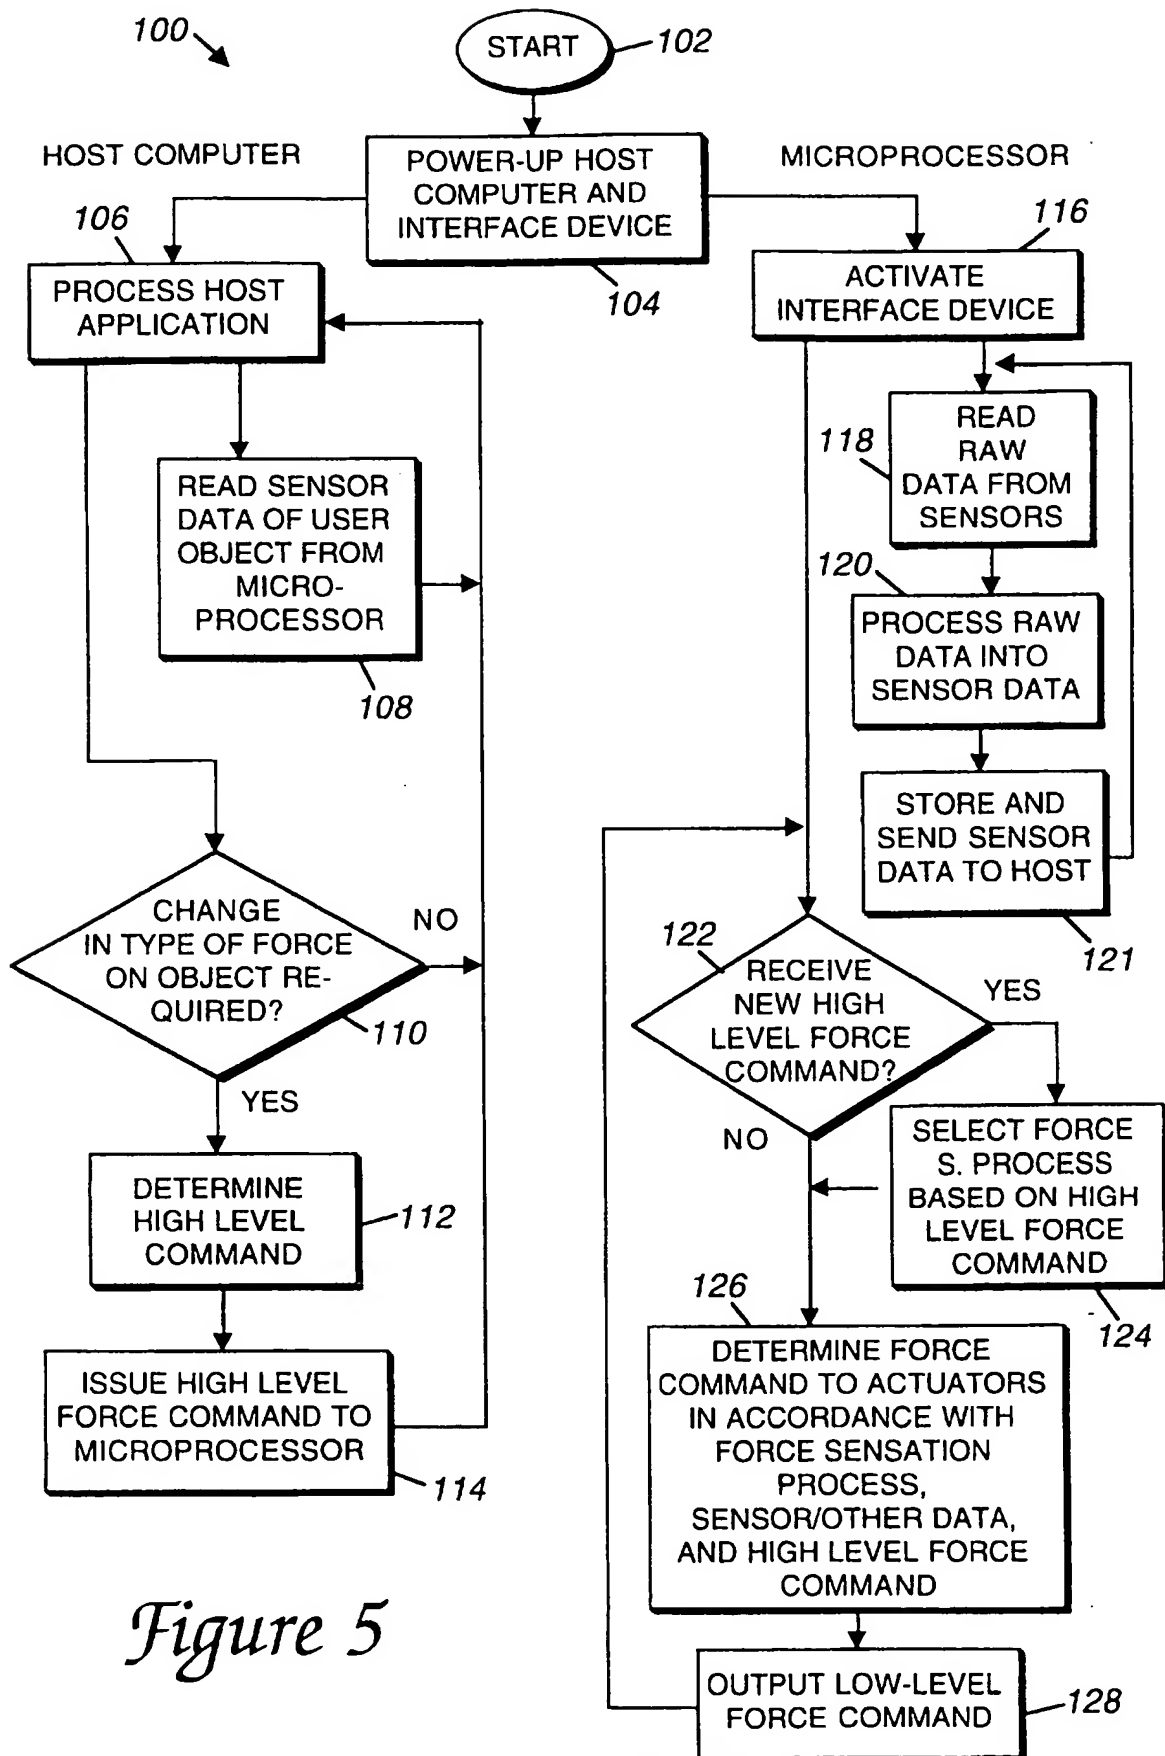 100
START
102
HOST COMPUTER
POWER-UP HOST
COMPUTER AND
INTERFACE DEVICE
104
MICROPROCESSOR
106
PROCESS HOST
APPLICATION
READ SENSOR
DATA OF USER
OBJECT FROM
MICRO-
PROCESSOR
108
CHANGE
IN TYPE OF FORCE
ON OBJECT RE-
QUIRED?
110
NO
YES
DETERMINE
HIGH LEVEL
COMMAND
112
ISSUE HIGH LEVEL
FORCE COMMAND TO
MICROPROCESSOR
114
116
ACTIVATE
INTERFACE DEVICE
118
READ
RAW
DATA FROM
SENSORS
120
PROCESS RAW
DATA INTO
SENSOR DATA
STORE AND
SEND SENSOR
DATA TO HOST
121
122
RECEIVE
NEW HIGH
LEVEL FORCE
COMMAND?
YES
NO
SELECT FORCE
S. PROCESS
BASED ON HIGH
LEVEL FORCE
COMMAND
124
126
DETERMINE FORCE
COMMAND TO ACTUATORS
IN ACCORDANCE WITH
FORCE SENSATION
PROCESS,
SENSOR/OTHER DATA,
AND HIGH LEVEL FORCE
COMMAND
OUTPUT LOW-LEVEL
FORCE COMMAND
128
Figure 5